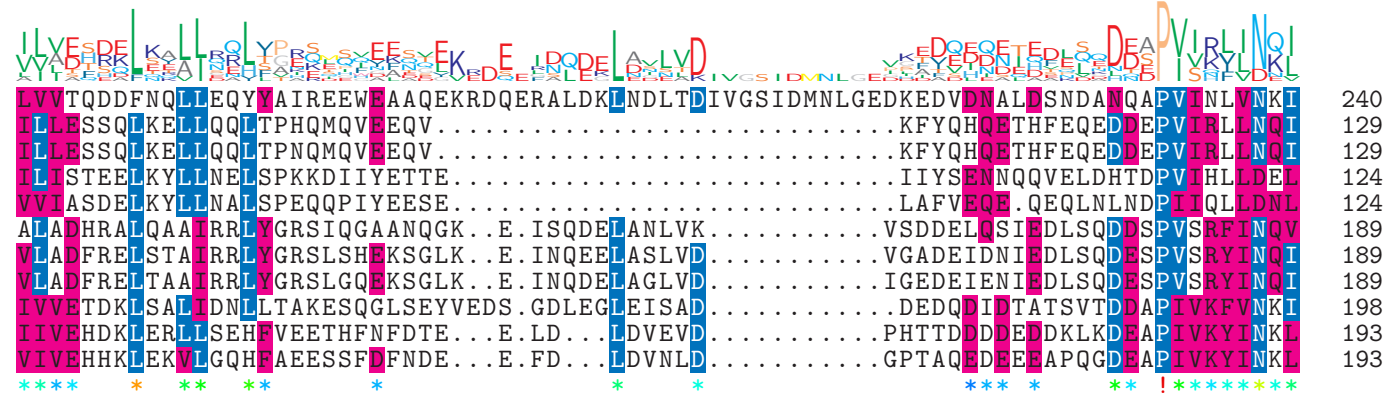 LVVTQDDFNQLLEQYYAIREEWEAAQEKRDQERALDKLNDLTDIVGSIDMNLGEDKEDVDNALDSNDANQAPVINLVNKI 240
ILLESSQLKELLQQLTPHQMQVEEQV.............................KFYQHQETHFEQEDDEPVIRLLNQI 129
ILLESSQLKELLQQLTPNQMQVEEQV.............................KFYQHQETHFEQEDDEPVIRLLNQI 129
ILISTEELKYLLNELSPKKDIIYETTE............................IIYSENNQQVELDHTDPVIHLLDEL 124
VVIASDELKYLLNALSPEQQPIYEESE............................LAFVEQE.QEQLNLNDPIIQLLDNL 124
ALADHRALQAAIRRLYGRSIQGAANQGK..E.ISQDELANLVK...........VSDDELQSIEDLSQDDSPVSRFINQV 189
VLADFRELSTAIRRLYGRSLSHEKSGLK..E.INQEELASLVD...........VGADEIDNIEDLSQDESPVSRYINQI 189
VLADFRELTAAIRRLYGRSLGQEKSGLK..E.INQDELAGLVD...........IGEDEIENIEDLSQDESPVSRYINQI 189
IVVETDKLSALIDNLLTAKESQGLSEYVEDS.GDLEGLEISAD............DEDQDIDTATSVTDDAPIVKFVNKI 198
IIVEHDKLERLLSEHFVEETHFNFDTE...E.LD...LDVEVD...........PHTTDDDDEDDKLKDEAPIVKYINKL 193
VIVEHHKLEKVLGQHFAEESSFDFNDE...E.FD...LDVNLD...........GPTAQEDEEEAPQGDEAPIVKYINKL 193
**** * ** ** * * * *** * ** !********